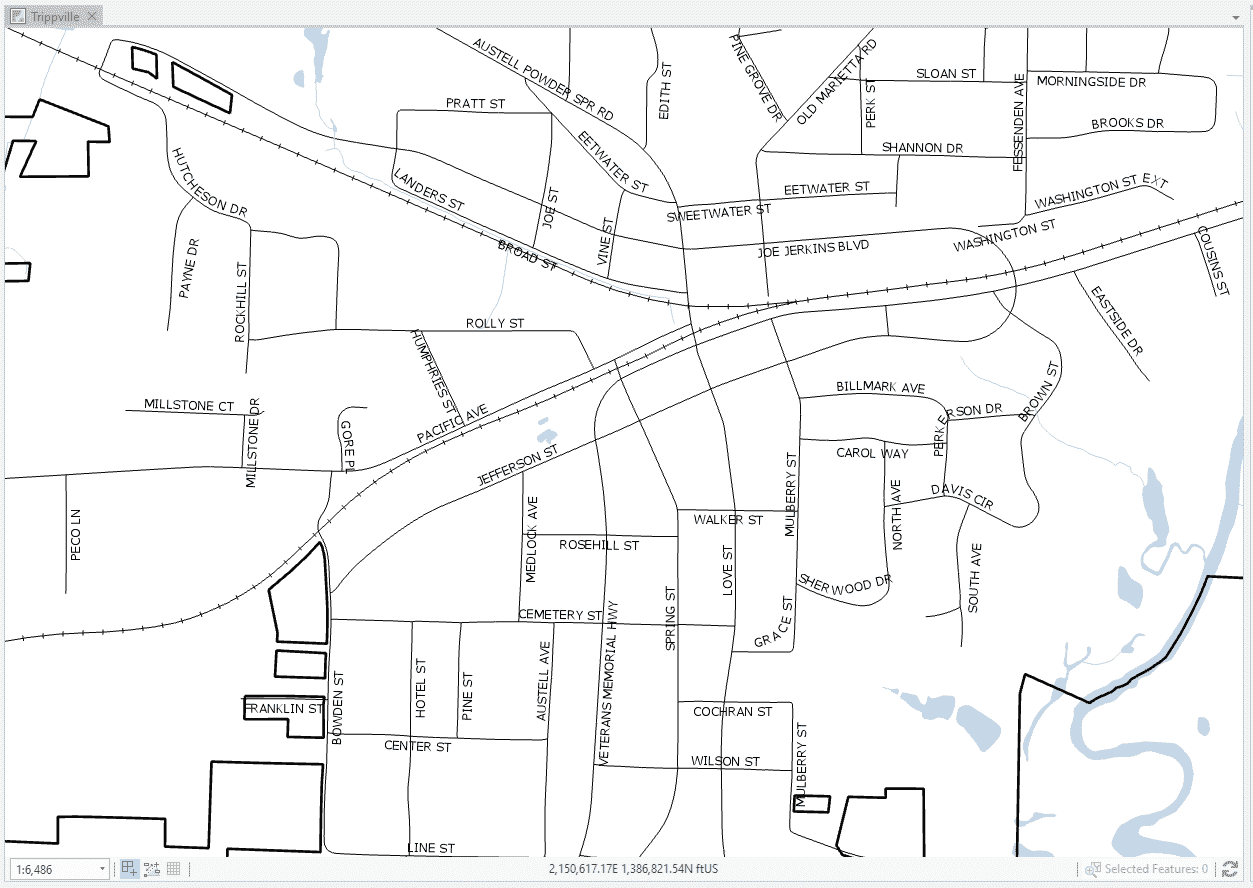 Trippville
AUSTELL POWDER SPR RD
PINE GROVE DR
OLD MARIETTA RD
EDITH ST
PERK ST
SLOAN ST
FESSENDEN AVE
MORNINGSIDE DR
PRATT ST
BROOKS DR
EETWATER ST
SHANNON DR
HUTCHESON DR
LANDERS ST
JOE ST
VINE ST
EETWATER ST
SWEETWATER ST
WASHINGTON ST EXT
WASHINGTON ST
PAYNE DR
ROCKHILL ST
BROAD ST
JOE JERKINS BLVD
COUSINS ST
EASTSIDE DR
ROLLY ST
HUMPHRIES ST
BROWN ST
BILLMARK AVE
MILLSTONE CT
MILLSTONE DR
GORE PL
PACIFIC AVE
PERK ERSON DR
CAROL WAY
JEFFERSON ST
MULBERRY ST
NORTH AVE
DAVIS CIR
PECO LN
MEDLOCK AVE
WALKER ST
ROSEHILL ST
LOVE ST
SHERWOOD DR
SOUTH AVE
CEMETERY ST
SPRING ST
GRACE ST
VETERANS MEMORIAL HWY
HOTEL ST
PINE ST
AUSTELL AVE
BOWDEN ST
FRANKLIN ST
COCHRAN ST
CENTER ST
WILSON ST
MULBERRY ST
LINE ST
1:6,486
2,150,617.17E 1,386,821.54N ftUS
Selected Features: 0